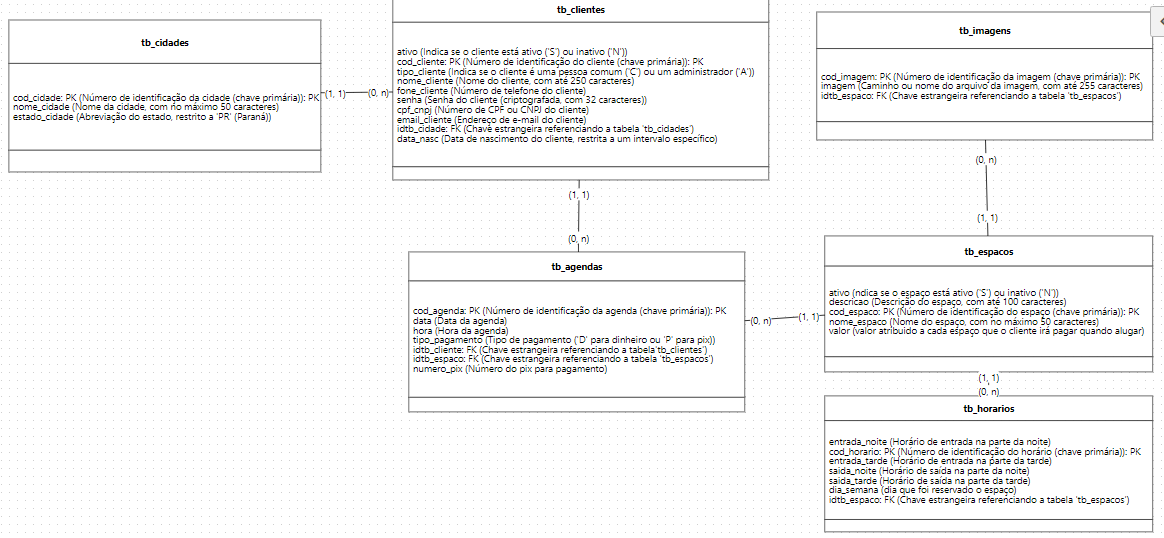 tb_cidades
cod_cidade: PK (Número de identificação da cidade (chave primária)): PK
nome_cidade (Nome da cidade, com no máximo 50 caracteres)
estado_cidade (Abreviação do estado, restrito a 'PR' (Paraná))
(1, 1)
(0, n)
tb_clientes
ativo (Indica se o cliente está ativo ('S') ou inativo ('N'))
cod_cliente: PK (Número de identificação do cliente (chave primária)): PK
tipo_cliente (Indica se o cliente é uma pessoa comum ('C') ou um administrador ('A'))
nome_cliente (Nome do cliente, com até 250 caracteres)
fone_cliente (Número de telefone do cliente)
senha (Senha do cliente (criptografada, com 32 caracteres))
cpf_cnpj (Número de CPF ou CNPJ do cliente)
email_cliente (Endereço de e-mail do cliente)
idtb_cidade: FK (Chave estrangeira referenciando a tabela 'tb_cidades')
data_nasc (Data de nascimento do cliente, restrita a um intervalo específico)
(1, 1)
(0, n)
tb_imagens
cod_imagem: PK (Número de identificação da imagem (chave primária)): PK
imagem (Caminho ou nome do arquivo da imagem, com até 255 caracteres)
idtb_espaco: FK (Chave estrangeira referenciando a tabela 'tb_espacos')
(0, n)
(1, 1)
tb_agendas
cod_agenda: PK (Número de identificação da agenda (chave primária)): PK
data (Data da agenda)
hora (Hora da agenda)
tipo_pagamento (Tipo de pagamento ('D' para dinheiro ou 'P' para pix))
idtb_cliente: FK (Chave estrangeira referenciando a tabela'tb_clientes')
idtb_espaco: FK (Chave estrangeira referenciando a tabela 'tb_espacos')
numero_pix (Número do pix para pagamento)
(0, n)
(1, 1)
tb_espacos
ativo (ndica se o espaço está ativo ('S') ou inativo ('N'))
descricao (Descrição do espaço, com até 100 caracteres)
cod_espaco: PK (Número de identificação do espaço (chave primária)): PK
nome_espaco (Nome do espaço, com no máximo 50 caracteres)
valor (valor atribuido a cada espaço que o cliente irá pagar quando alugar)
(1, 1)
(0, n)
tb_horarios
entrada_noite (Horário de entrada na parte da noite)
cod_horario: PK (Número de identificação do horário (chave primária)): PK
entrada_tarde (Horário de entrada na parte da tarde)
saida_noite (Horário de saída na parte da noite)
saida_tarde (Horário de saída na parte da tarde)
dia_semana (dia que foi reservado o espaço)
idtb_espaco: FK (Chave estrangeira referenciando a tabela 'tb_espacos')